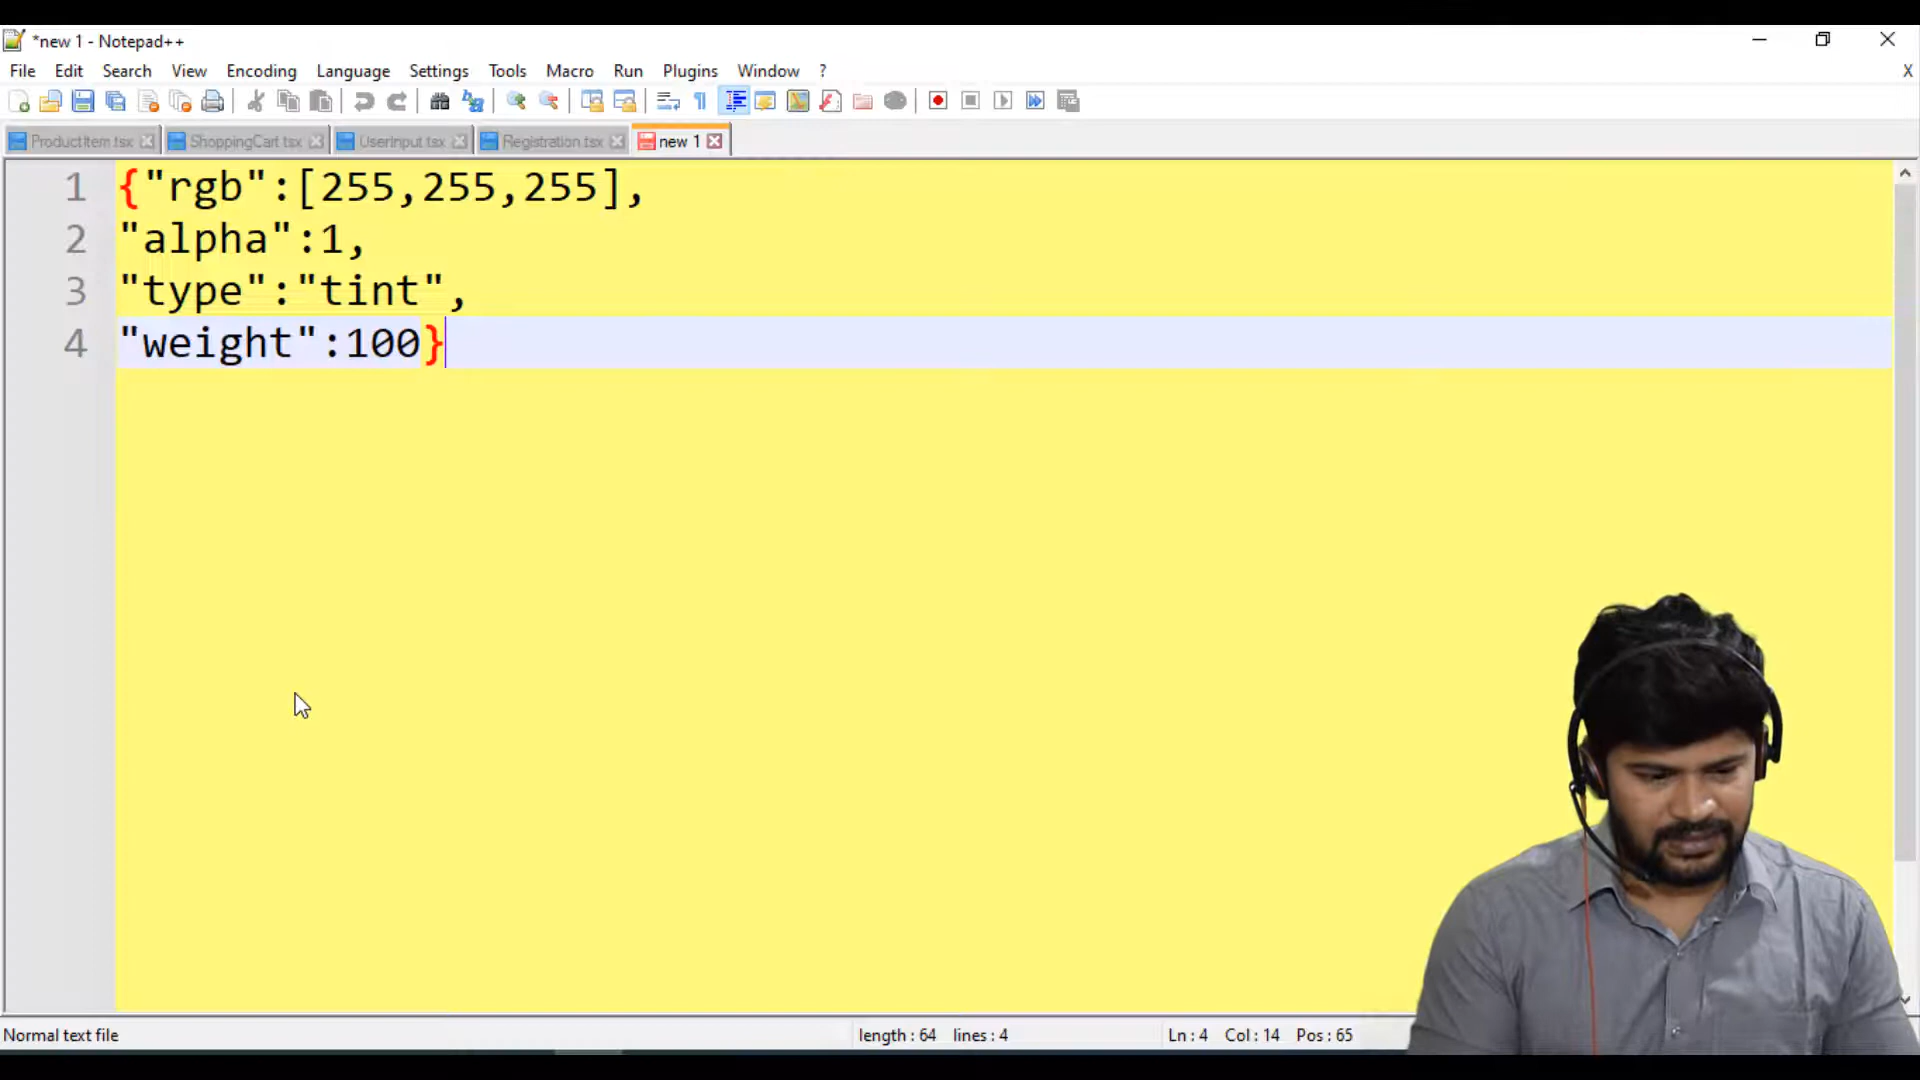 *new 1 - Notepad++
File Edit Search View Encoding Language Settings Tools Macro Run Plugins Window ? X
ProductItem.tsx ShoppingCart.tsx UserInput.tsx Registration.tsx new 1
1 {"rgb":[255,255,255],
2 "alpha":1,
3 "type":"tint",
4 "weight":100}
Normal text file length : 64 lines : 4 Ln : 4 Col : 14 Pos : 65